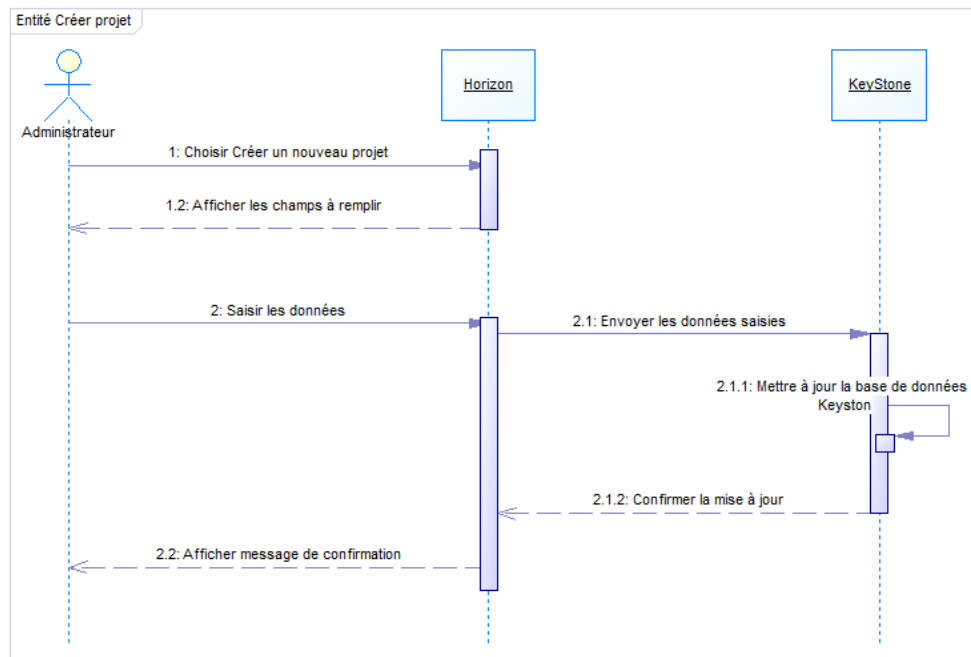 Entité Créer projet
Horizon
KeyStone
Administrateur
1: Choisir Créer un nouveau projet
1.2: Afficher les champs à remplir
2: Saisir les données
2.1: Envoyer les données saisies
2.1.1: Mettre à jour la base de données
Keyston
2.1.2: Confirmer la mise à jour
2.2: Afficher message de confirmation